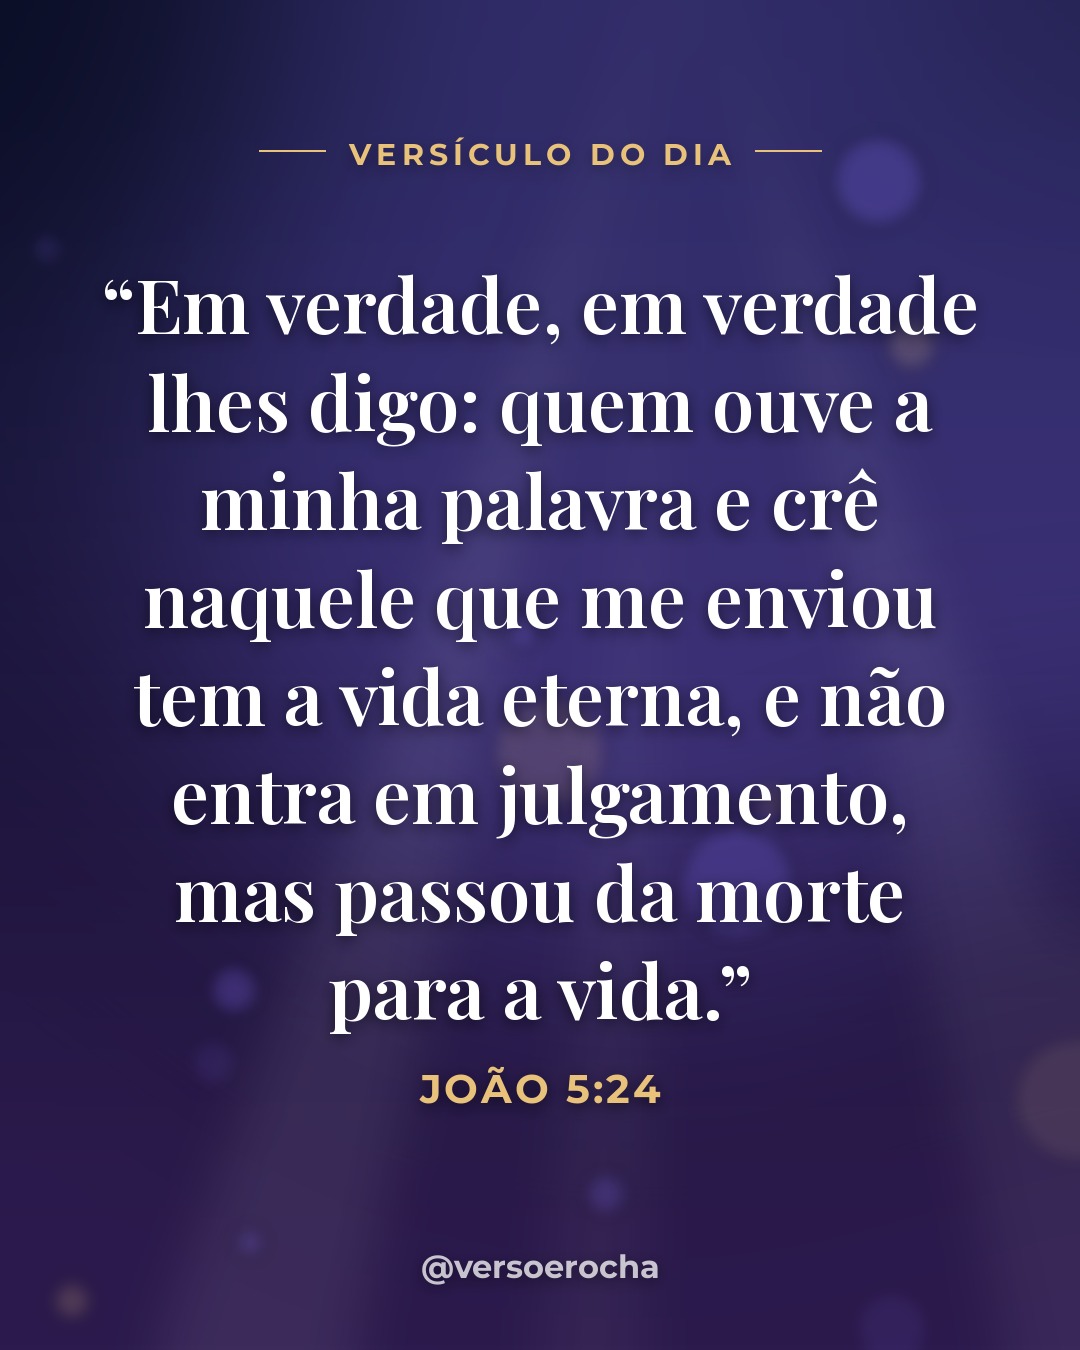 VERSÍCULO DO DIA
“Em verdade, em verdade
lhes digo: quem ouve a
minha palavra e crê
naquele que me enviou
tem a vida eterna, e não
entra em julgamento,
mas passou da morte
para a vida.”
JOÃO 5:24
@versoerocha